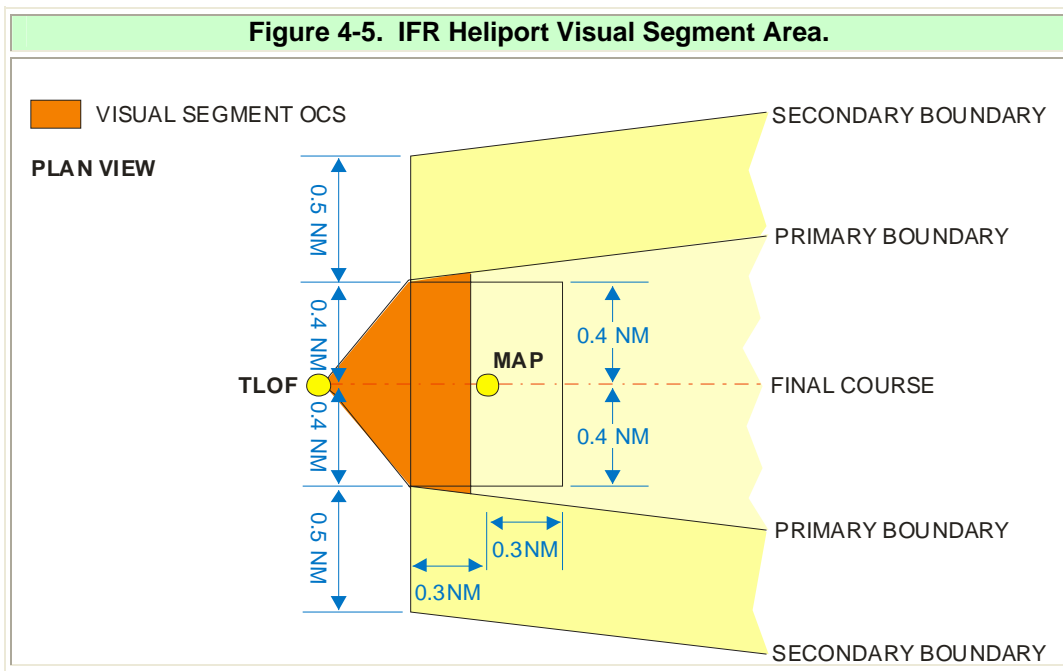 Figure 4-5. IFR Heliport Visual Segment Area.
VISUAL SEGMENT OCS
SECONDARY BOUNDARY
PLAN VIEW
0.5 NM
PRIMARY BOUNDARY
0.4 NM
0.4 NM
MAP
TLOF
FINAL COURSE
0.4 NM
0.4 NM
PRIMARY BOUNDARY
0.5 NM
0.3NM
0.3NM
SECONDARY BOUNDARY